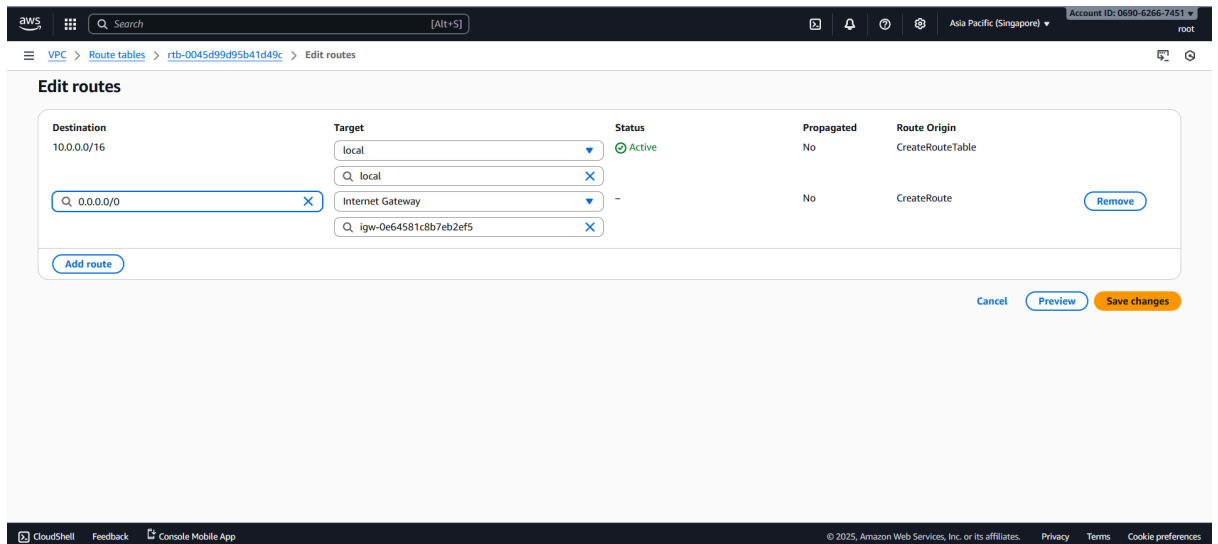 aws
Search [Alt+S]
Asia Pacific (Singapore)
Account ID: 0690-6266-7451
root
VPC > Route tables > rtb-0045d99d95b41d49c > Edit routes
Edit routes
Destination Target Status Propagated Route Origin
10.0.0.0/16 local Active No CreateRouteTable
local
0.0.0.0/0 Internet Gateway – No CreateRoute Remove
igw-0e64581c8b7eb2ef5
Add route
Cancel Preview Save changes
CloudShell Feedback Console Mobile App © 2025, Amazon Web Services, Inc. or its affiliates. Privacy Terms Cookie preferences